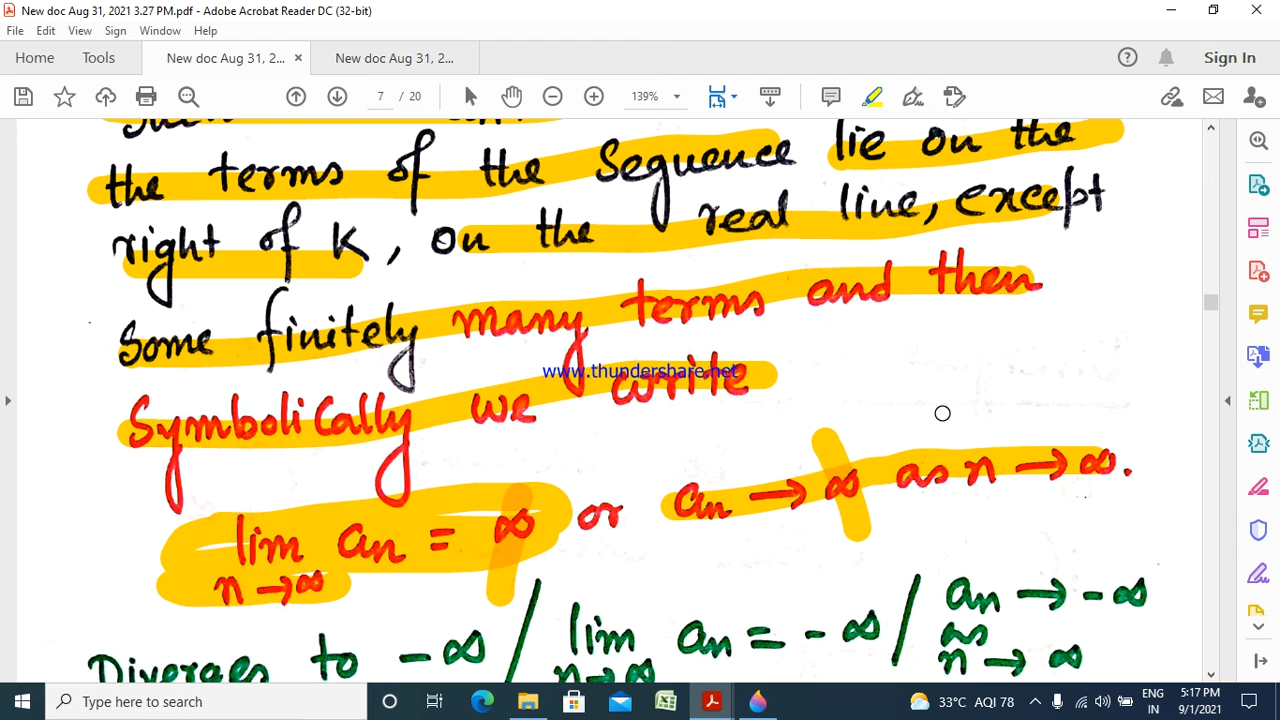 New doc Aug 31, 2021 3.27 PM.pdf - Adobe Acrobat Reader DC (32-bit)
File Edit View Sign Window Help
Home Tools New doc Aug 31, 2... × New doc Aug 31, 2... Sign In
7 / 20 139%
the terms of the Sequence lie on the
right of K, on the real line, except
Some finitely many terms and then
www.thundershare.net
Symbolically we write
lim an = ∞ or an → ∞ as n → ∞.
n → ∞
Diverges to - ∞ / lim an = - ∞ / an → - ∞
n → ∞ as
n → ∞
Type here to search
33°C AQI 78
ENG
IN
5:17 PM
9/1/2021